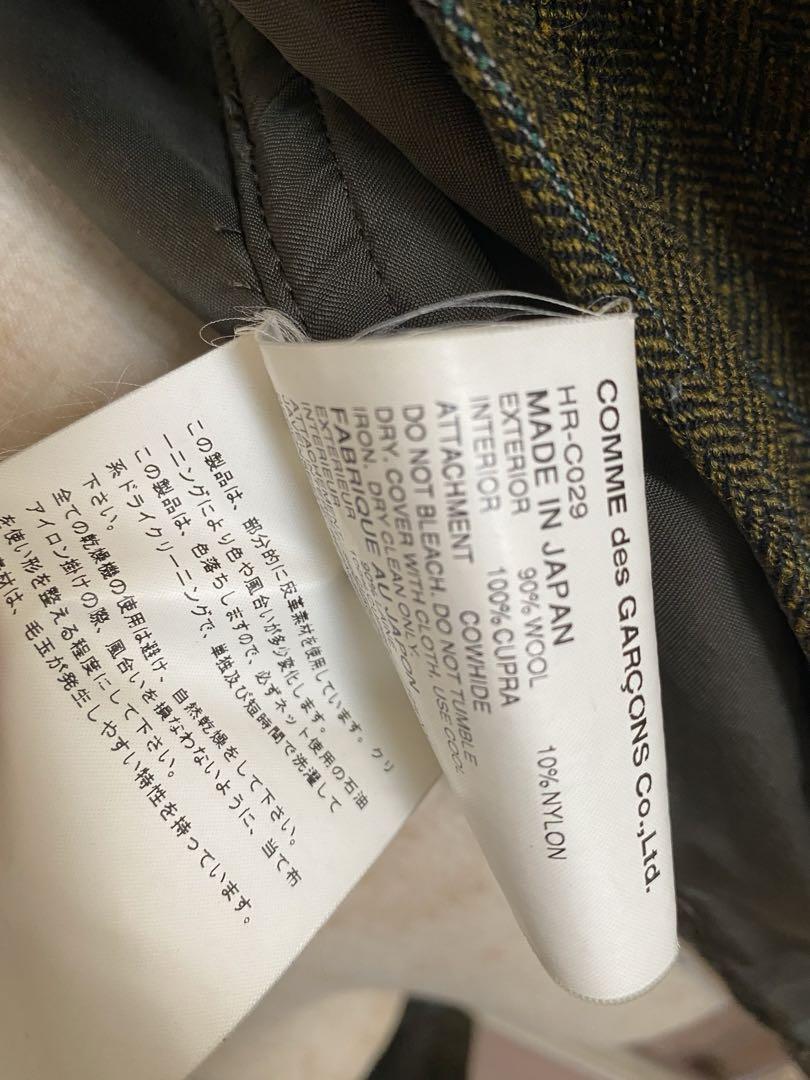 COMME des GARÇONS Co.,Ltd.
HR-C029
MADE IN JAPAN
EXTERIOR 90% WOOL 10% NYLON
INTERIOR 100% CUPRA
ATTACHMENT COWHIDE
DO NOT BLEACH. DO NOT TUMBLE
DRY. COVER WITH CLOTH, USE COOL
IRON. DRY CLEAN ONLY.
FABRIQUE AU JAPON
EXTERIEUR 90%
INTERIEUR
この製品は、部分的に皮革素材を使用しています。クリ
ーニングにより色や風合いが多少変化します。
この製品は、色落ちしますので、必ずネット使用の石油
系ドライクリーニングで、単独及び短時間で洗濯して
下さい。
全ての乾燥機の使用は避け、自然乾燥をして下さい。
アイロン掛けの際、風合いを損なわないように、当て布
を使い形を整える程度にして下さい。
素材は、毛玉が発生しやすい特性を持っています。